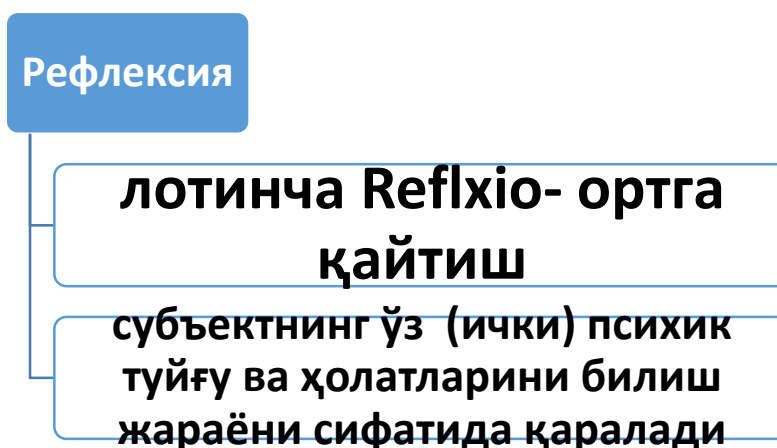 Рефлексия
лотинча Reflxio- ортга
қайтиш
субъектнинг ўз (ички) психик
туйғу ва ҳолатларини билиш
жараёни сифатида қаралади